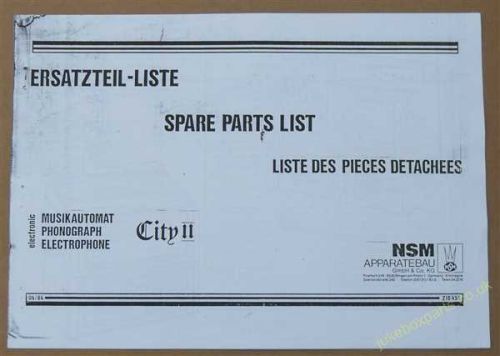 ERSATZTEIL-LISTE
SPARE PARTS LIST
LISTE DES PIECES DETACHEES
electronic
MUSIKAUTOMAT
PHONOGRAPH
ELECTROPHONE
City II
NSM
APPARATEBAU
GmbH & Co. KG
jukeboxparts.co.uk